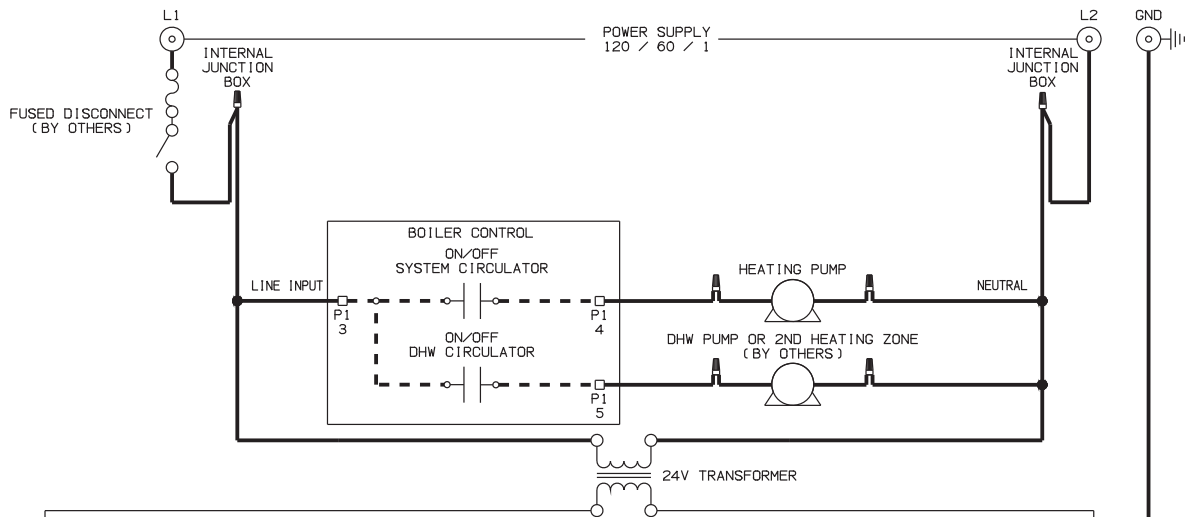 L1
L2
GND
POWER SUPPLY
120 / 60 / 1
INTERNAL
JUNCTION
BOX
INTERNAL
JUNCTION
BOX
FUSED DISCONNECT
(BY OTHERS)
BOILER CONTROL
ON/OFF
SYSTEM CIRCULATOR
HEATING PUMP
LINE INPUT
NEUTRAL
P1
3
P1
4
ON/OFF
DHW CIRCULATOR
DHW PUMP OR 2ND HEATING ZONE
(BY OTHERS)
P1
5
24V TRANSFORMER